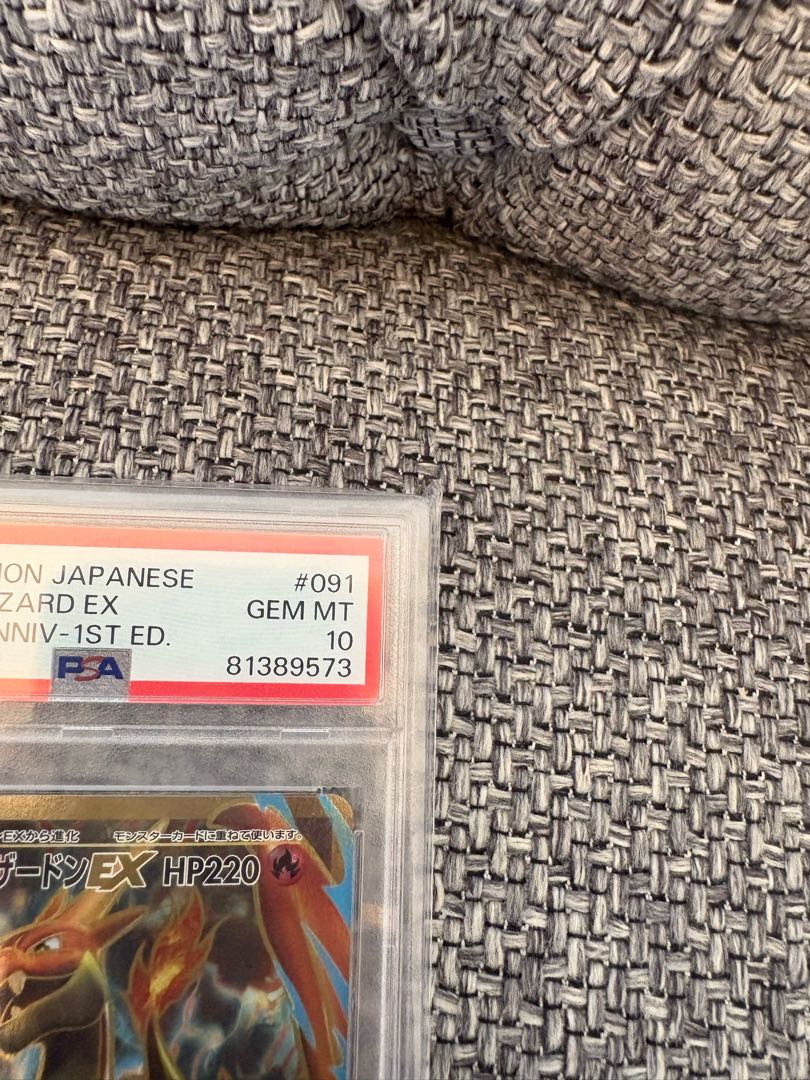 ION JAPANESE #091
ZARD EX GEM MT
NNIV-1ST ED. 10
PSA 81389573
EXから進化 モンスターカードに重ねて使います。
ザードンEX HP220